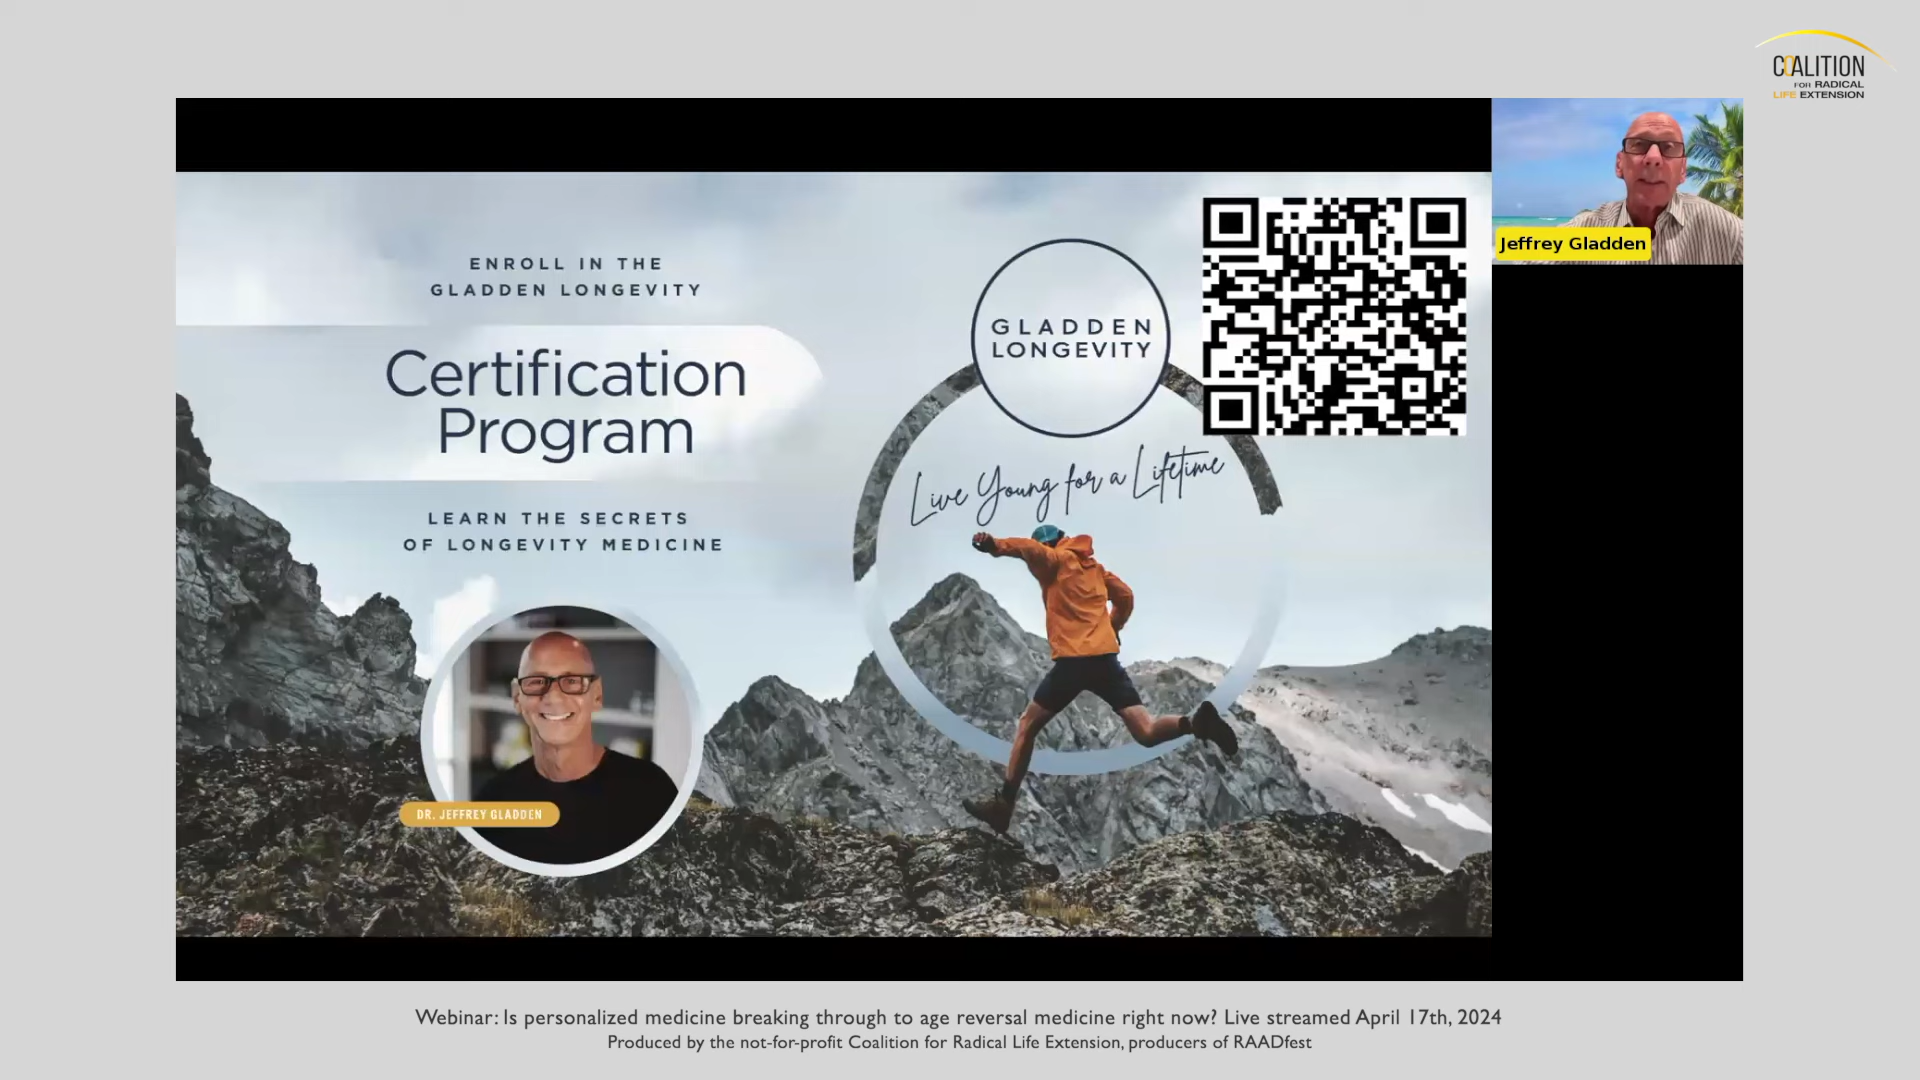 COALITION
FOR RADICAL
LIFE EXTENSION
ENROLL IN THE
GLADDEN LONGEVITY
Certification
Program
LEARN THE SECRETS
OF LONGEVITY MEDICINE
DR. JEFFREY GLADDEN
GLADDEN
LONGEVITY
Live Young for a Lifetime
Jeffrey Gladden
Webinar: Is personalized medicine breaking through to age reversal medicine right now? Live streamed April 17th, 2024
Produced by the not-for-profit Coalition for Radical Life Extension, producers of RAADfest